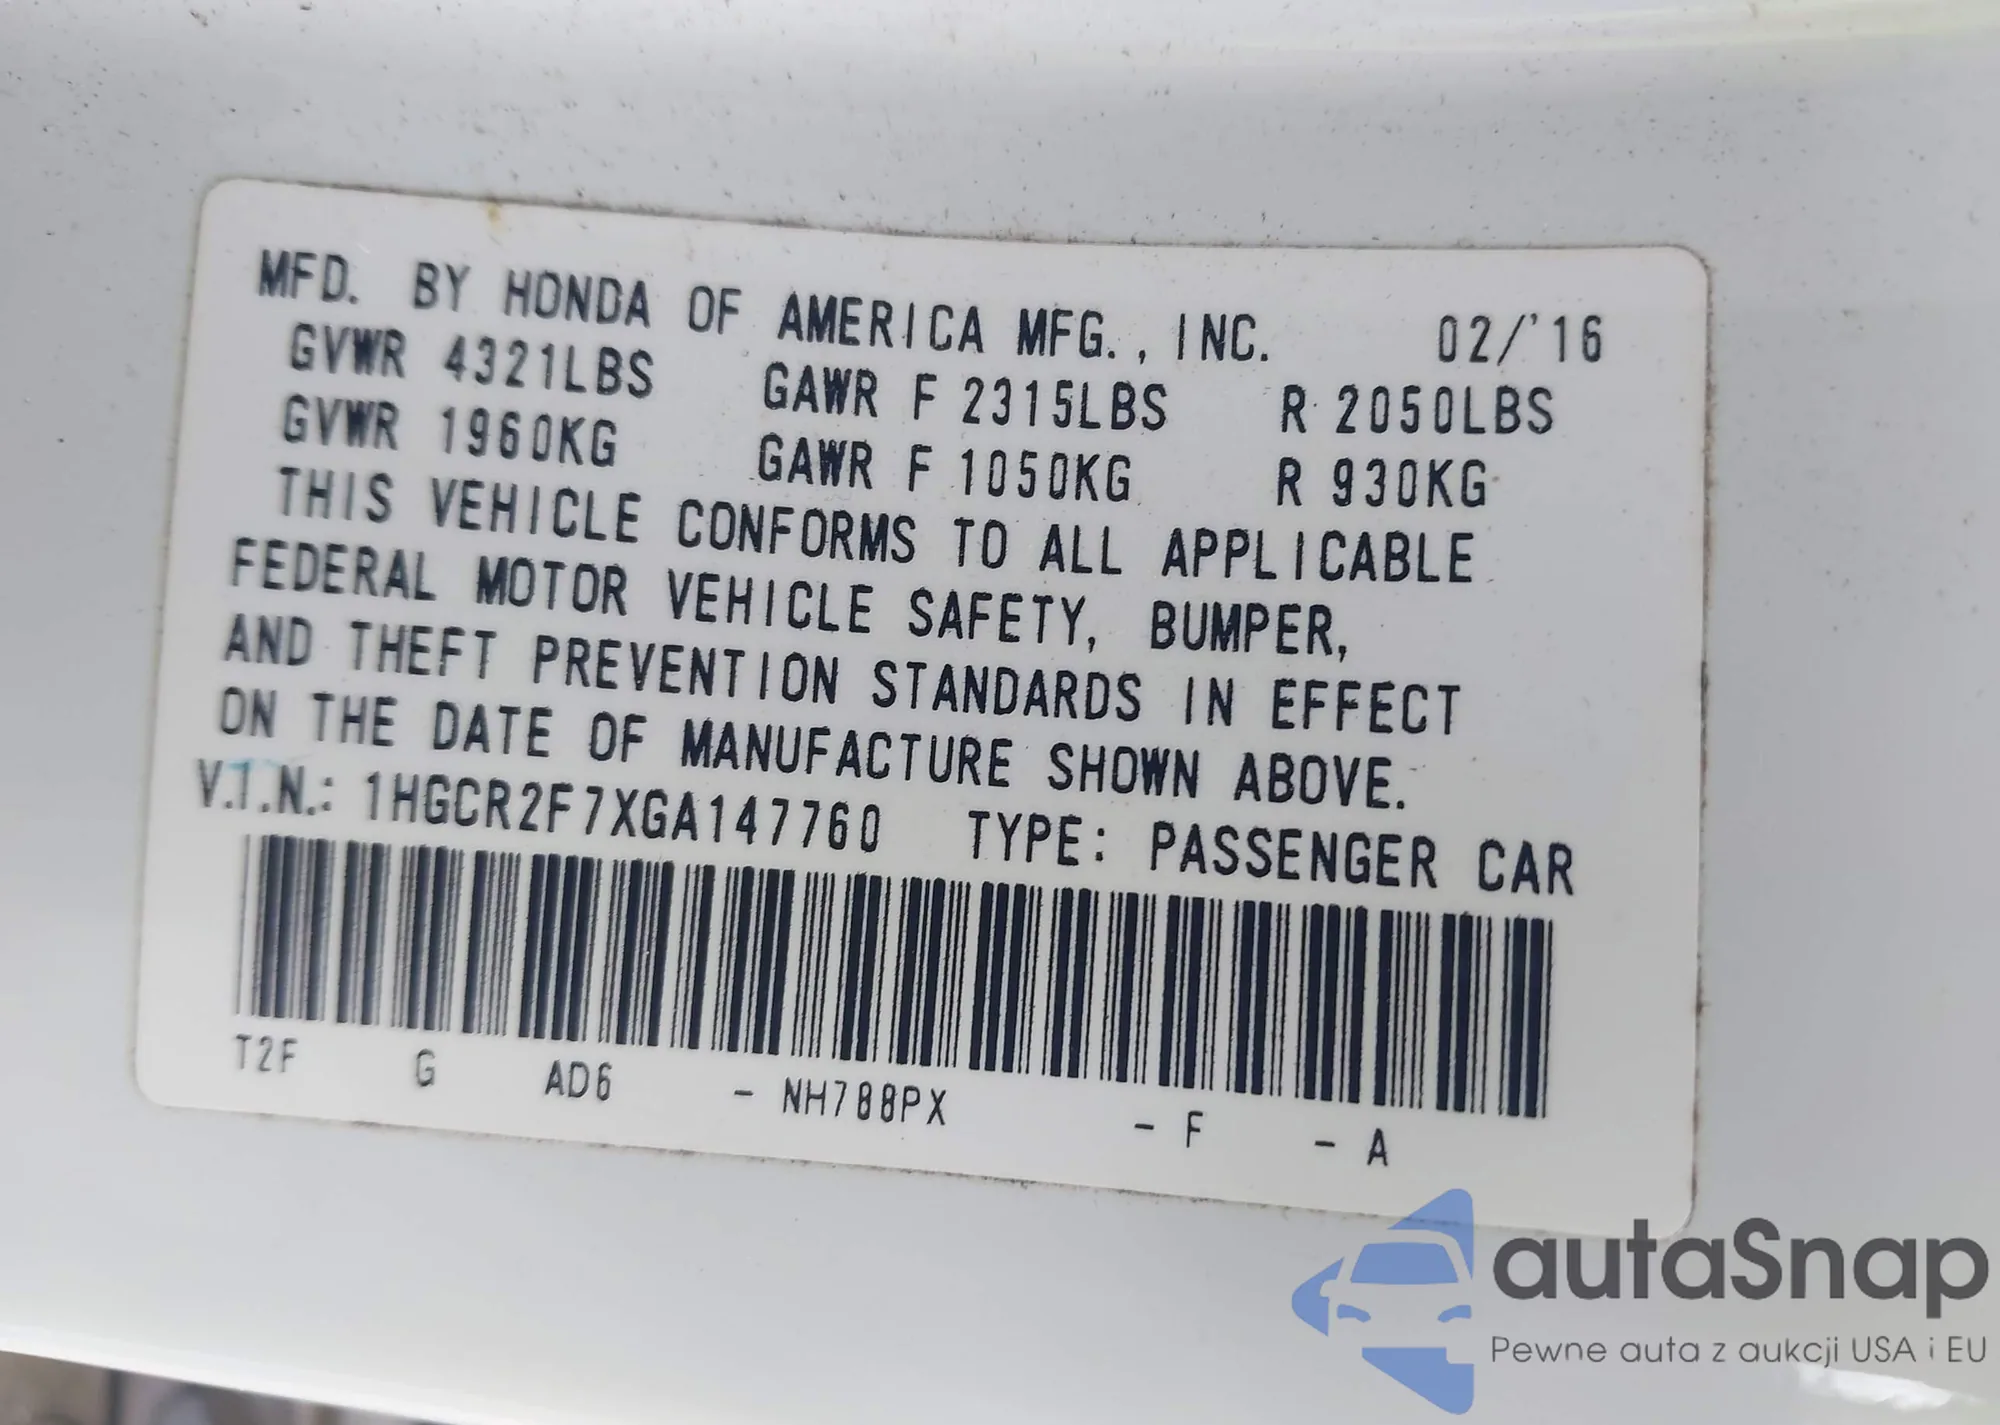 MFD. BY HONDA OF AMERICA MFG., INC. 02/'16
GVWR 4321LBS GAWR F 2315LBS R 2050LBS
GVWR 1960KG GAWR F 1050KG R 930KG
THIS VEHICLE CONFORMS TO ALL APPLICABLE
FEDERAL MOTOR VEHICLE SAFETY, BUMPER,
AND THEFT PREVENTION STANDARDS IN EFFECT
ON THE DATE OF MANUFACTURE SHOWN ABOVE.
V.I.N.: 1HGCR2F7XGA147760 TYPE: PASSENGER CAR
T2F G AD6 - NH788PX - F - A
autaSnap
Pewne auta z aukcji USA i EU